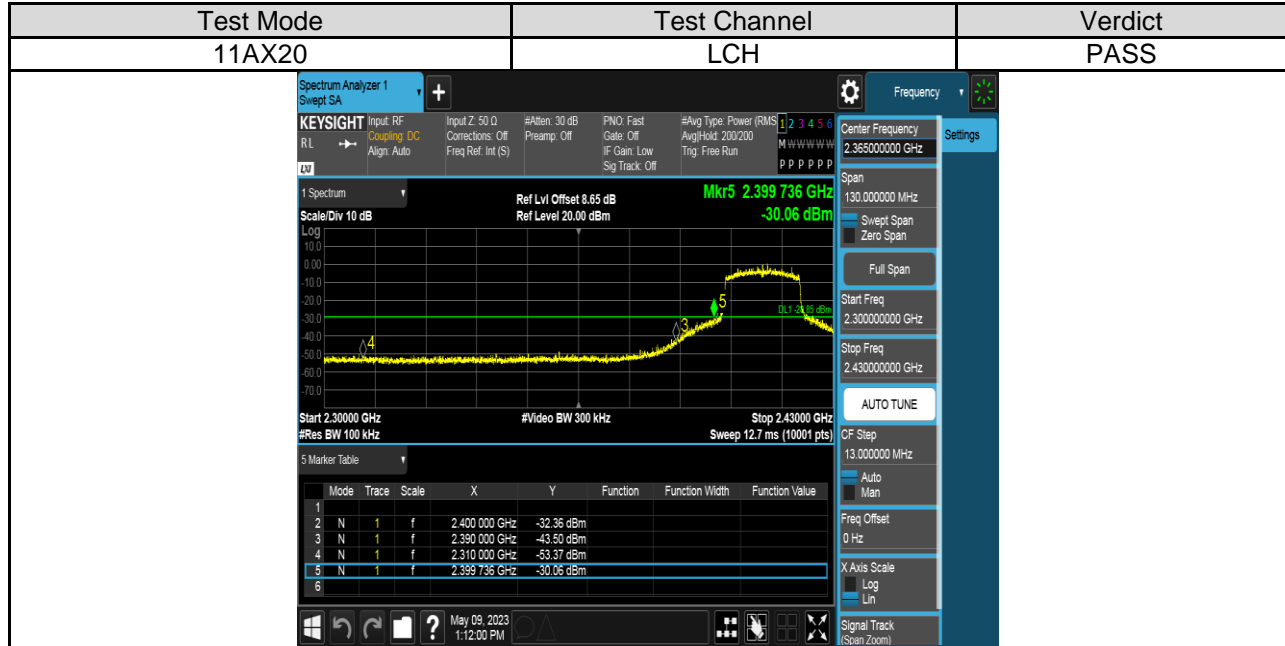 Test Mode Test Channel Verdict
11AX20 LCH PASS
Spectrum Analyzer 1
Swept SA
+
Frequency
KEYSIGHT Input: RF Input Z: 50 Ω #Atten: 30 dB PNO: Fast #Avg Type: Power (RMS 1 2 3 4 5 6
RL Coupling: DC Corrections: Off Preamp: Off Gate: Off Avg|Hold: 200/200 M W W W W W
Align: Auto Freq Ref: Int (S) IF Gain: Low Trig: Free Run
LXI Sig Track: Off P P P P P P
Center Frequency
2.365000000 GHz
Settings
Span
130.000000 MHz
Swept Span
Zero Span
Full Span
Start Freq
2.300000000 GHz
Stop Freq
2.430000000 GHz
AUTO TUNE
CF Step
13.000000 MHz
Auto
Man
Freq Offset
0 Hz
X Axis Scale
Log
Lin
Signal Track
(Span Zoom)
1 Spectrum
Ref Lvl Offset 8.65 dB Mkr5 2.399 736 GHz
Scale/Div 10 dB Ref Level 20.00 dBm -30.06 dBm
Log
10.0
0.00
-10.0
-20.0
-30.0
-40.0
-50.0
-60.0
-70.0
5
3
4
Start 2.30000 GHz #Video BW 300 kHz Stop 2.43000 GHz
#Res BW 100 kHz Sweep 12.7 ms (10001 pts)
5 Marker Table
Mode Trace Scale X Y Function Function Width Function Value
1
2 N 1 f 2.400 000 GHz -32.36 dBm
3 N 1 f 2.390 000 GHz -43.50 dBm
4 N 1 f 2.310 000 GHz -53.37 dBm
5 N 1 f 2.399 736 GHz -30.06 dBm
6
?
May 09, 2023
1:12:00 PM